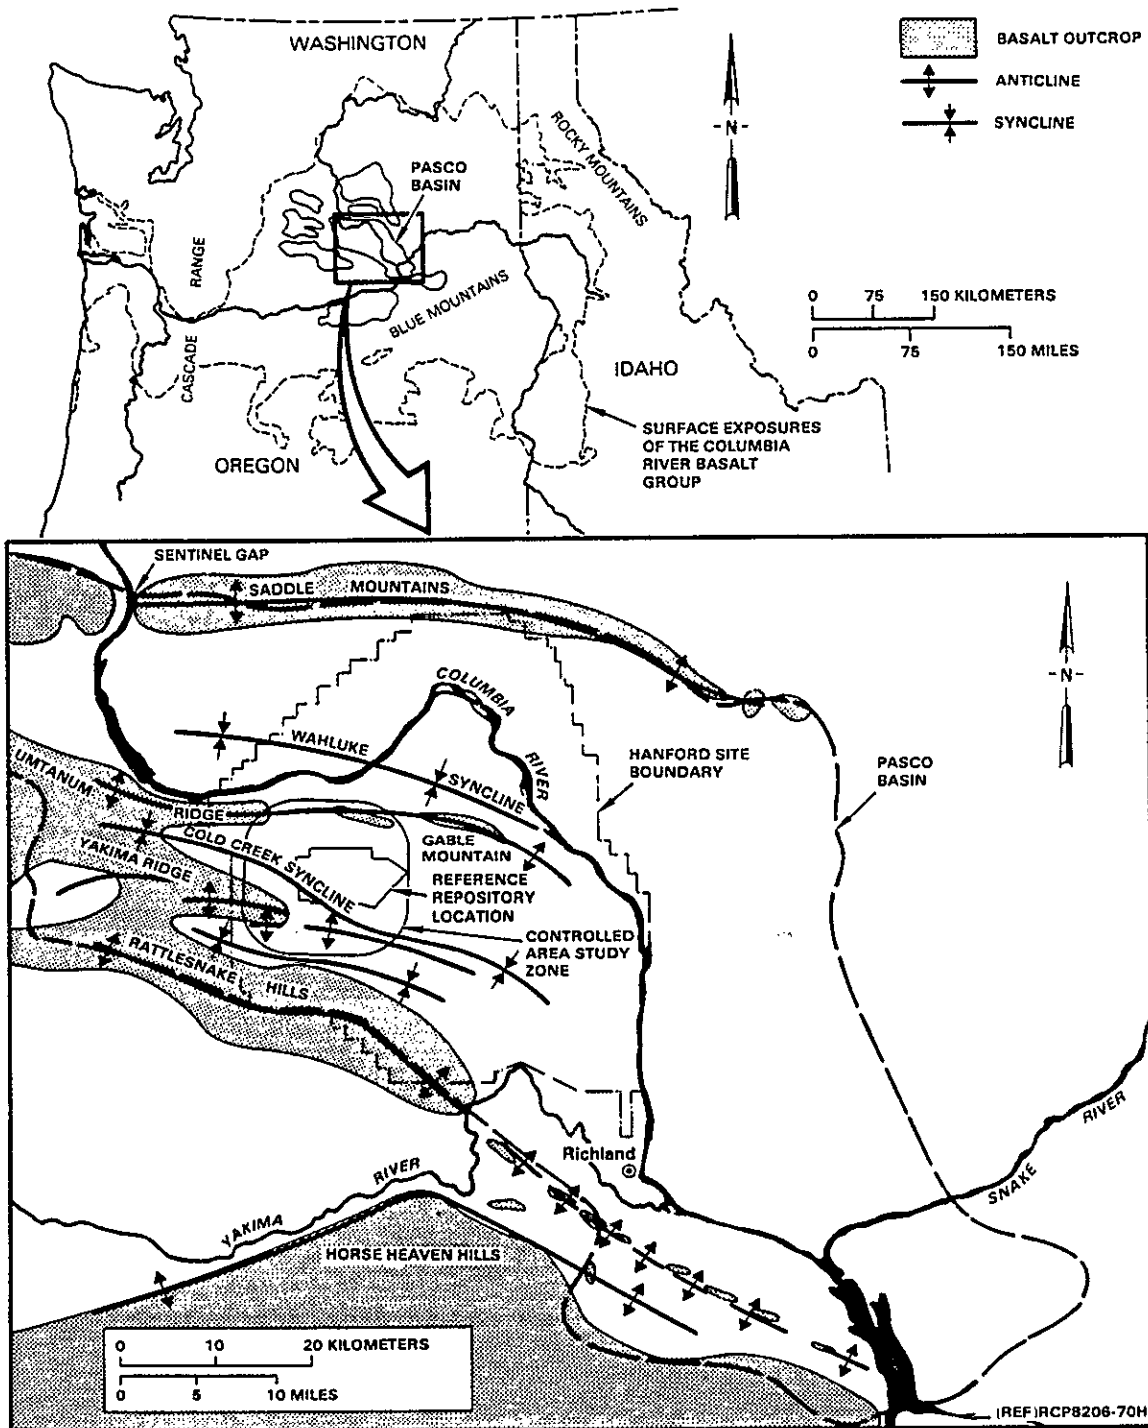 WASHINGTON
BASALT OUTCROP
ANTICLINE
SYNCLINE
-N-
ROCKY MOUNTAINS
PASCO
BASIN
RANGE
CASCADE
BLUE MOUNTAINS
0 75 150 KILOMETERS
0 75 150 MILES
IDAHO
OREGON
SURFACE EXPOSURES
OF THE COLUMBIA
RIVER BASALT
GROUP
SENTINEL GAP
SADDLE MOUNTAINS
-N-
COLUMBIA
RIVER
WAHLUKE
SYNCLINE
HANFORD SITE
BOUNDARY
PASCO
BASIN
UMTANUM
RIDGE
GABLE
MOUNTAIN
COLD CREEK SYNCLINE
YAKIMA RIDGE
REFERENCE
REPOSITORY
LOCATION
CONTROLLED
AREA STUDY
ZONE
RATTLESNAKE
HILLS
Richland
SNAKE
RIVER
YAKIMA
RIVER
HORSE HEAVEN HILLS
0 10 20 KILOMETERS
0 5 10 MILES
(REF)RCP8206-70H